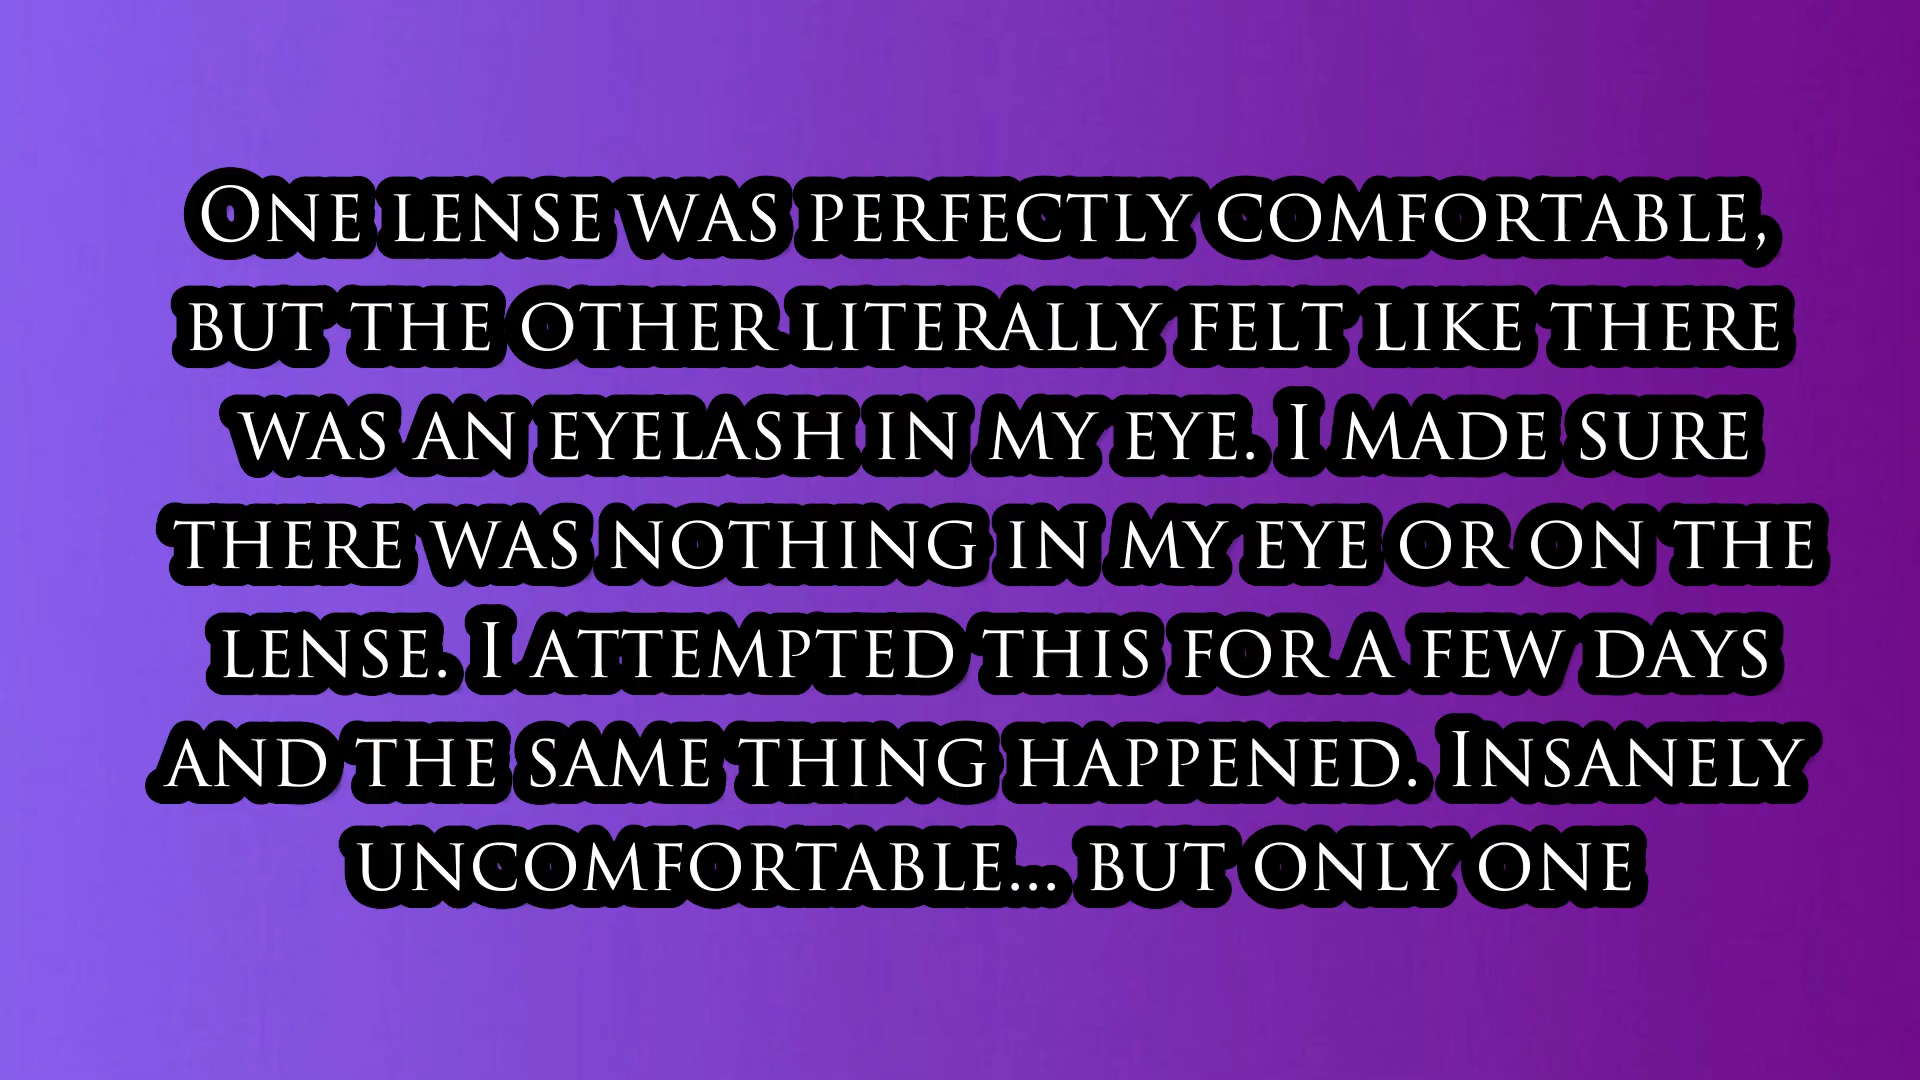 One lense was perfectly comfortable,
but the other literally felt like there
was an eyelash in my eye. I made sure
there was nothing in my eye or on the
lense. I attempted this for a few days
and the same thing happened. Insanely
uncomfortable... but only one